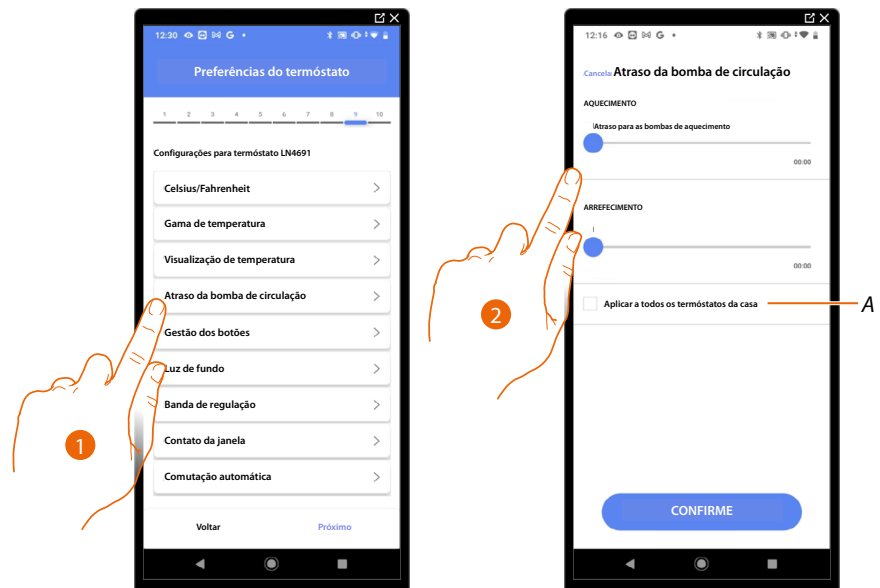 12:30 G
Preferências do termóstato
1 2 3 4 5 6 7 8 9 10
Configurações para termóstato LN4691
Celsius/Fahrenheit
Gama de temperatura
Visualização de temperatura
Atraso da bomba de circulação
Gestão dos botões
Luz de fundo
Banda de regulação
Contato da janela
Comutação automática
Voltar Próximo
1
12:16 G
Cancela Atraso da bomba de circulação
AQUECIMENTO
Atraso para as bombas de aquecimento
00:00
ARREFECIMENTO
00:00
Aplicar a todos os termóstatos da casa
A
CONFIRME
2